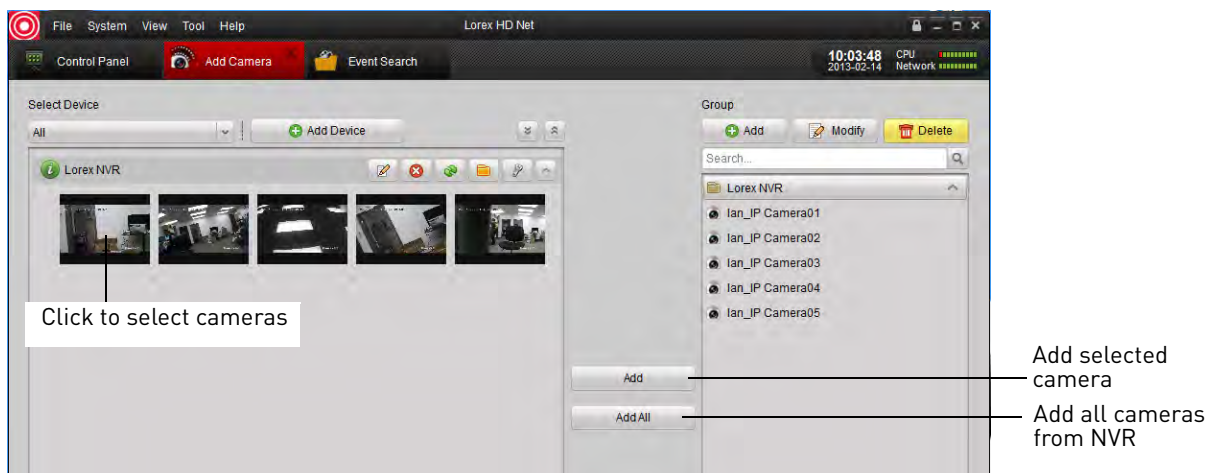 File System View Tool Help Lorex HD Net
Control Panel Add Camera Event Search 10:03:48 CPU
2013-02-14 Network
Select Device Group
All Add Device Add Modify Delete
Search...
Lorex NVR Lorex NVR
Ian_IP Camera01
Ian_IP Camera02
Ian_IP Camera03
Ian_IP Camera04
Ian_IP Camera05
Click to select cameras
Add
Add selected
camera
Add All
Add all cameras
from NVR